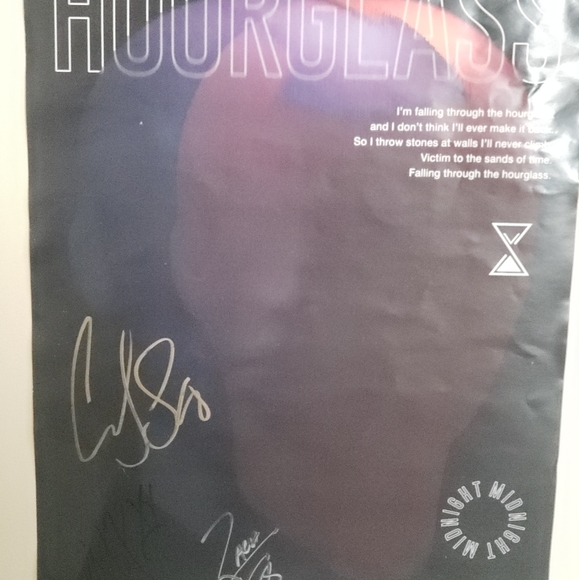 HOURGLASS
I'm falling through the
and I don't think I'll ever make it
So I throw stones at walls I'll never
Victim to the sands of time.
Falling through the hourglass.
MIDNIGHT MIDNIGHT MIDNIGHT